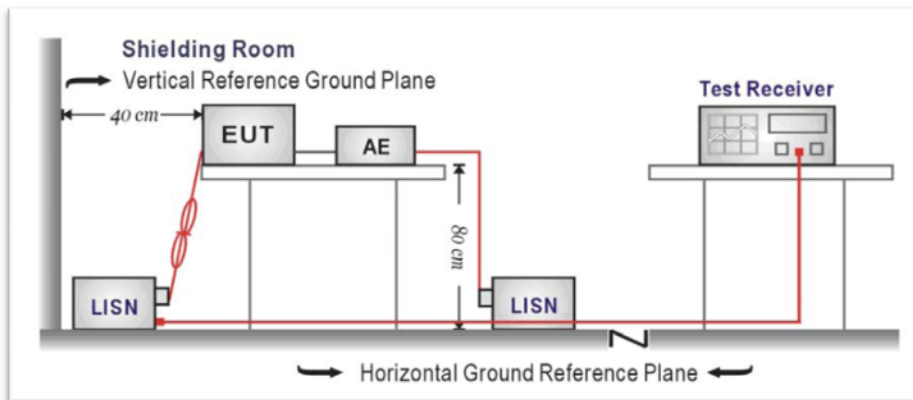 Shielding Room
Vertical Reference Ground Plane
40 cm
EUT
AE
Test Receiver
80 cm
LISN
LISN
Horizontal Ground Reference Plane